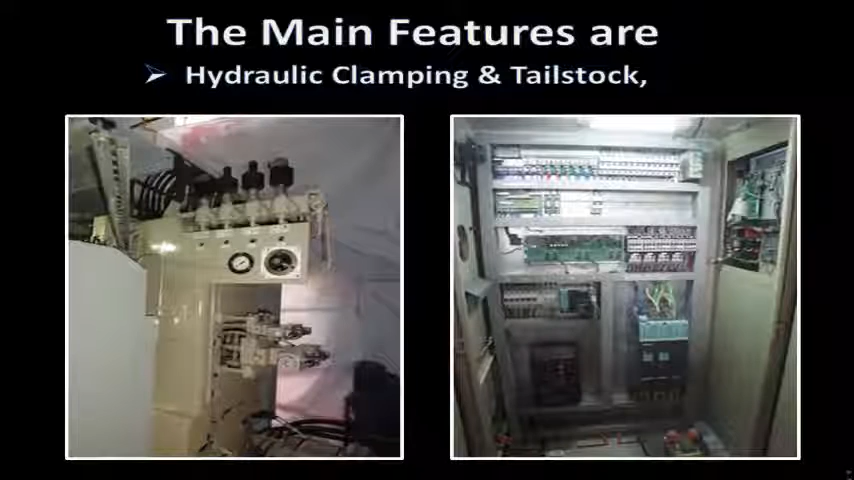 The Main Features are
Hydraulic Clamping & Tailstock,